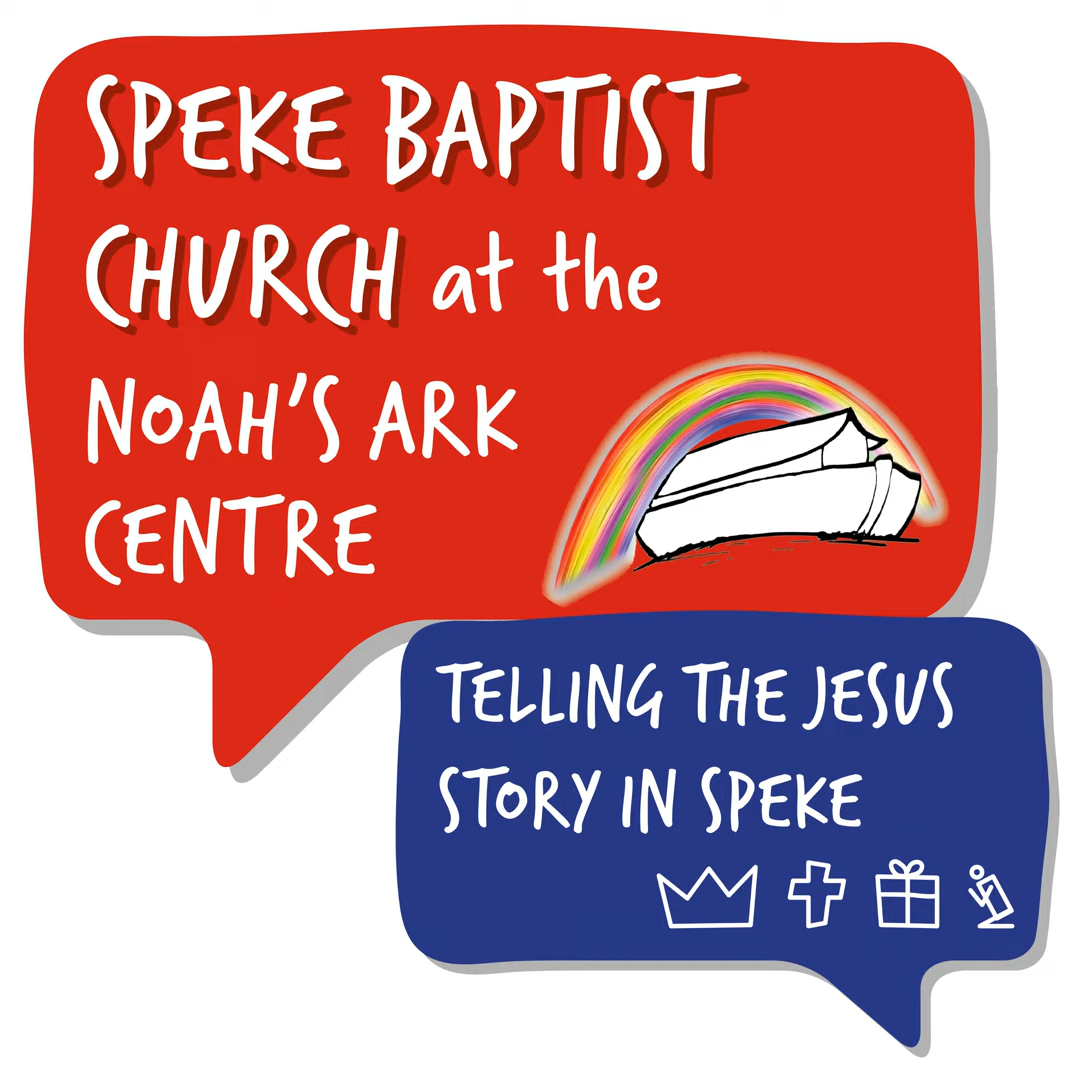 SPEKE BAPTIST
CHURCH at the
NOAH'S ARK
CENTRE
TELLING THE JESUS
STORY IN SPEKE